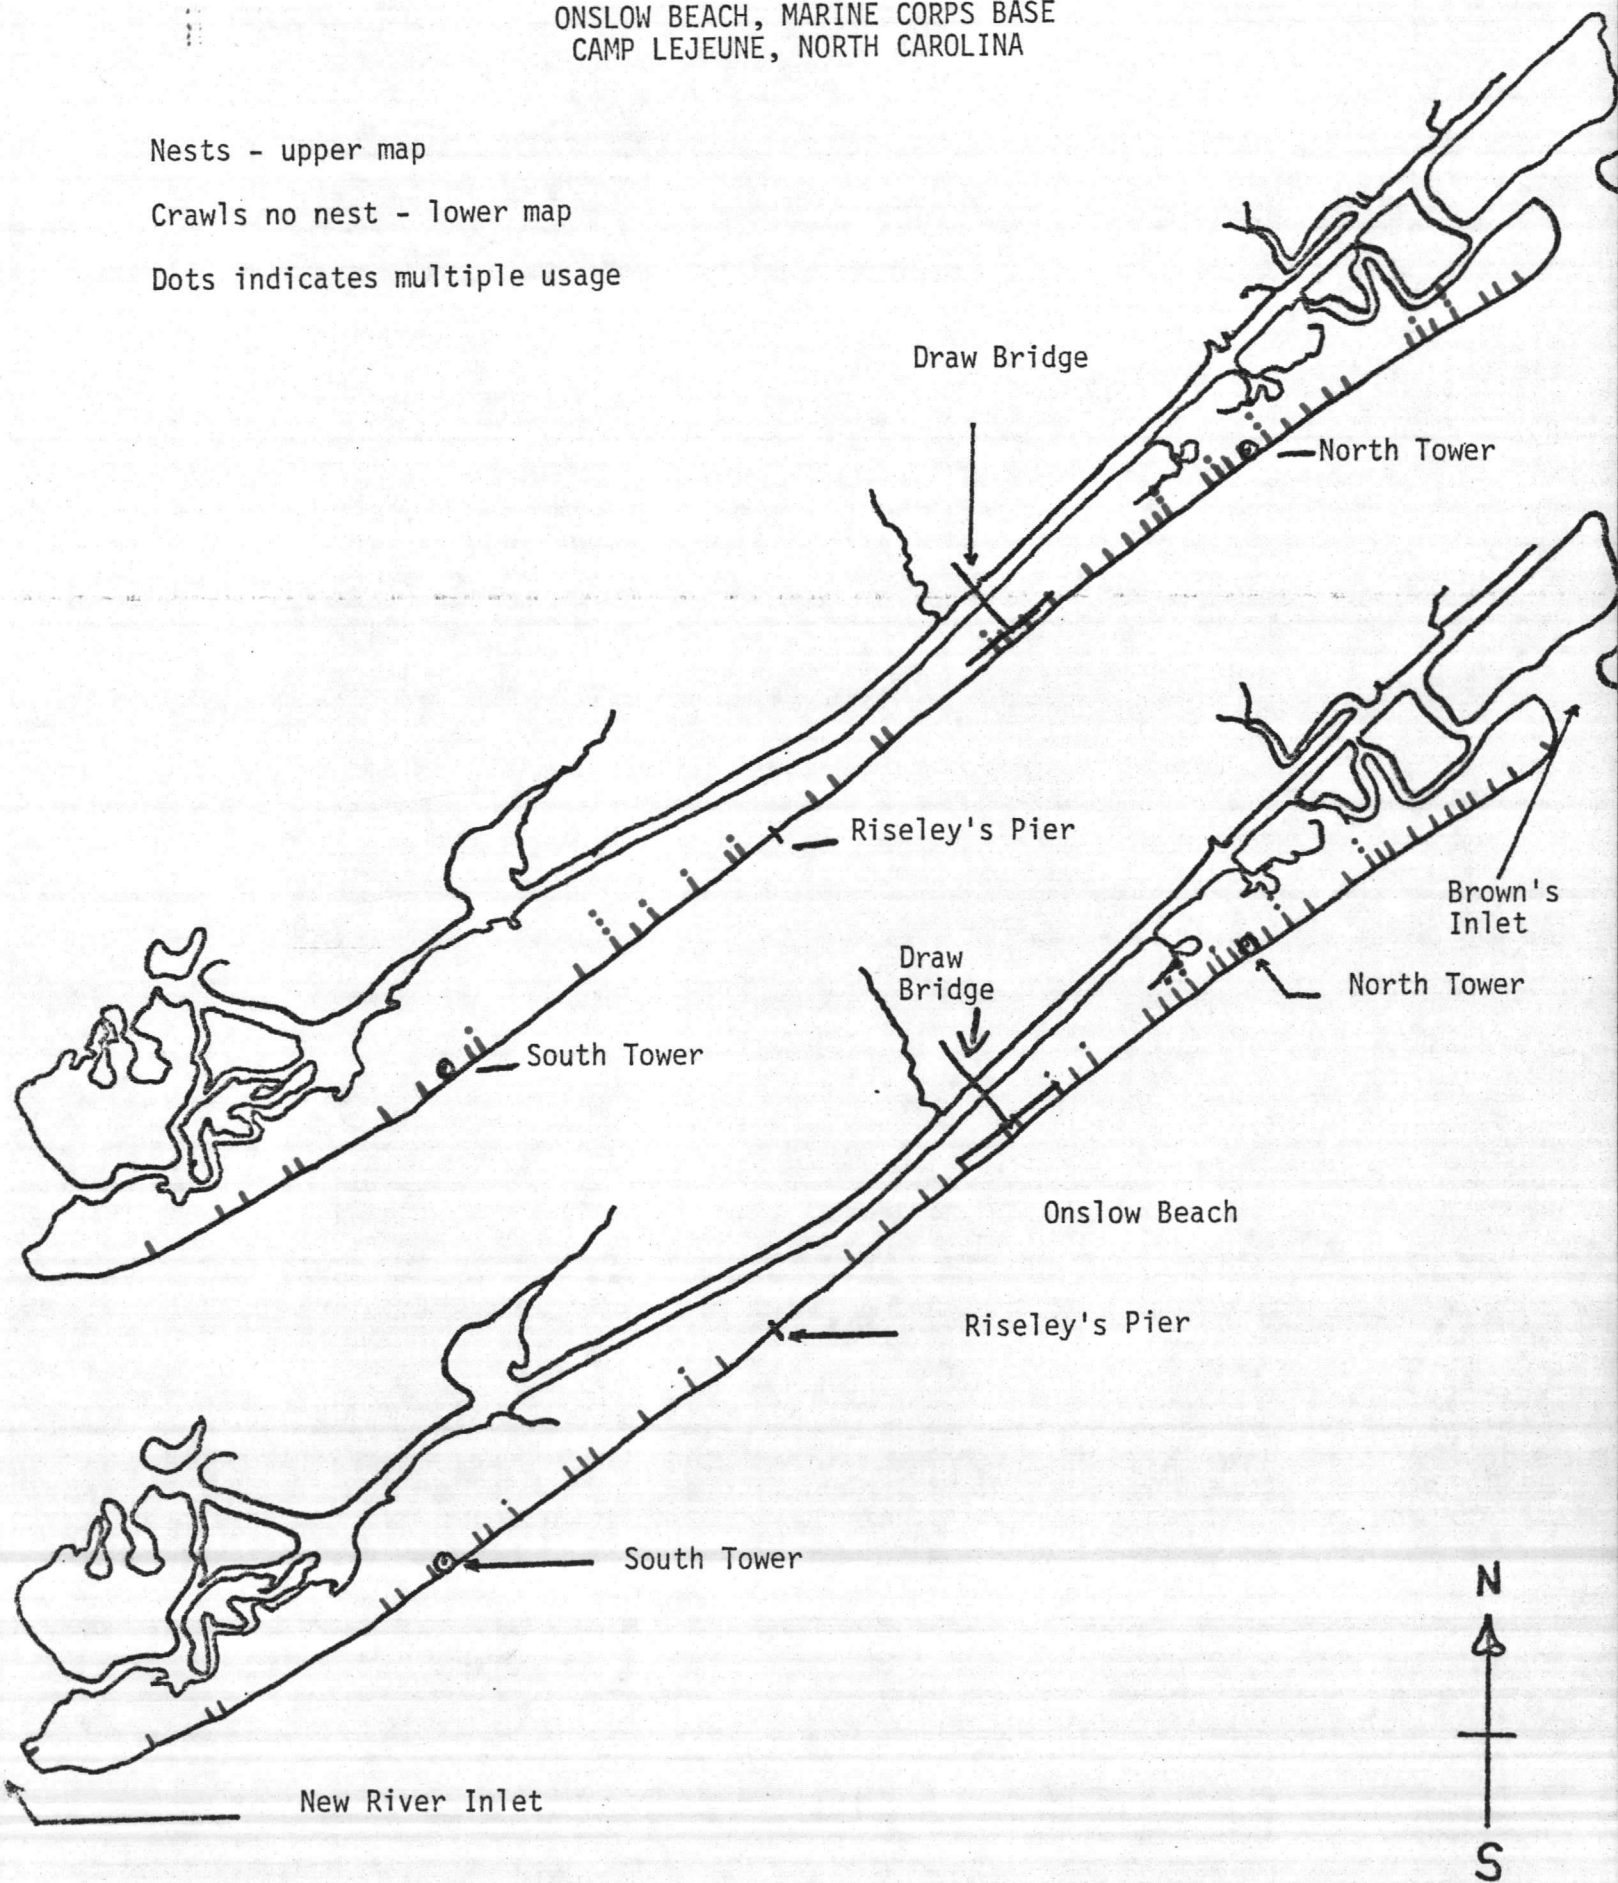 ONSLOW BEACH, MARINE CORPS BASE
CAMP LEJEUNE, NORTH CAROLINA
Nests - upper map
Crawls no nest - lower map
Dots indicates multiple usage
Draw Bridge
North Tower
Riseley's Pier
South Tower
Brown's
Inlet
North Tower
Draw
Bridge
Onslow Beach
Riseley's Pier
South Tower
New River Inlet
N
S